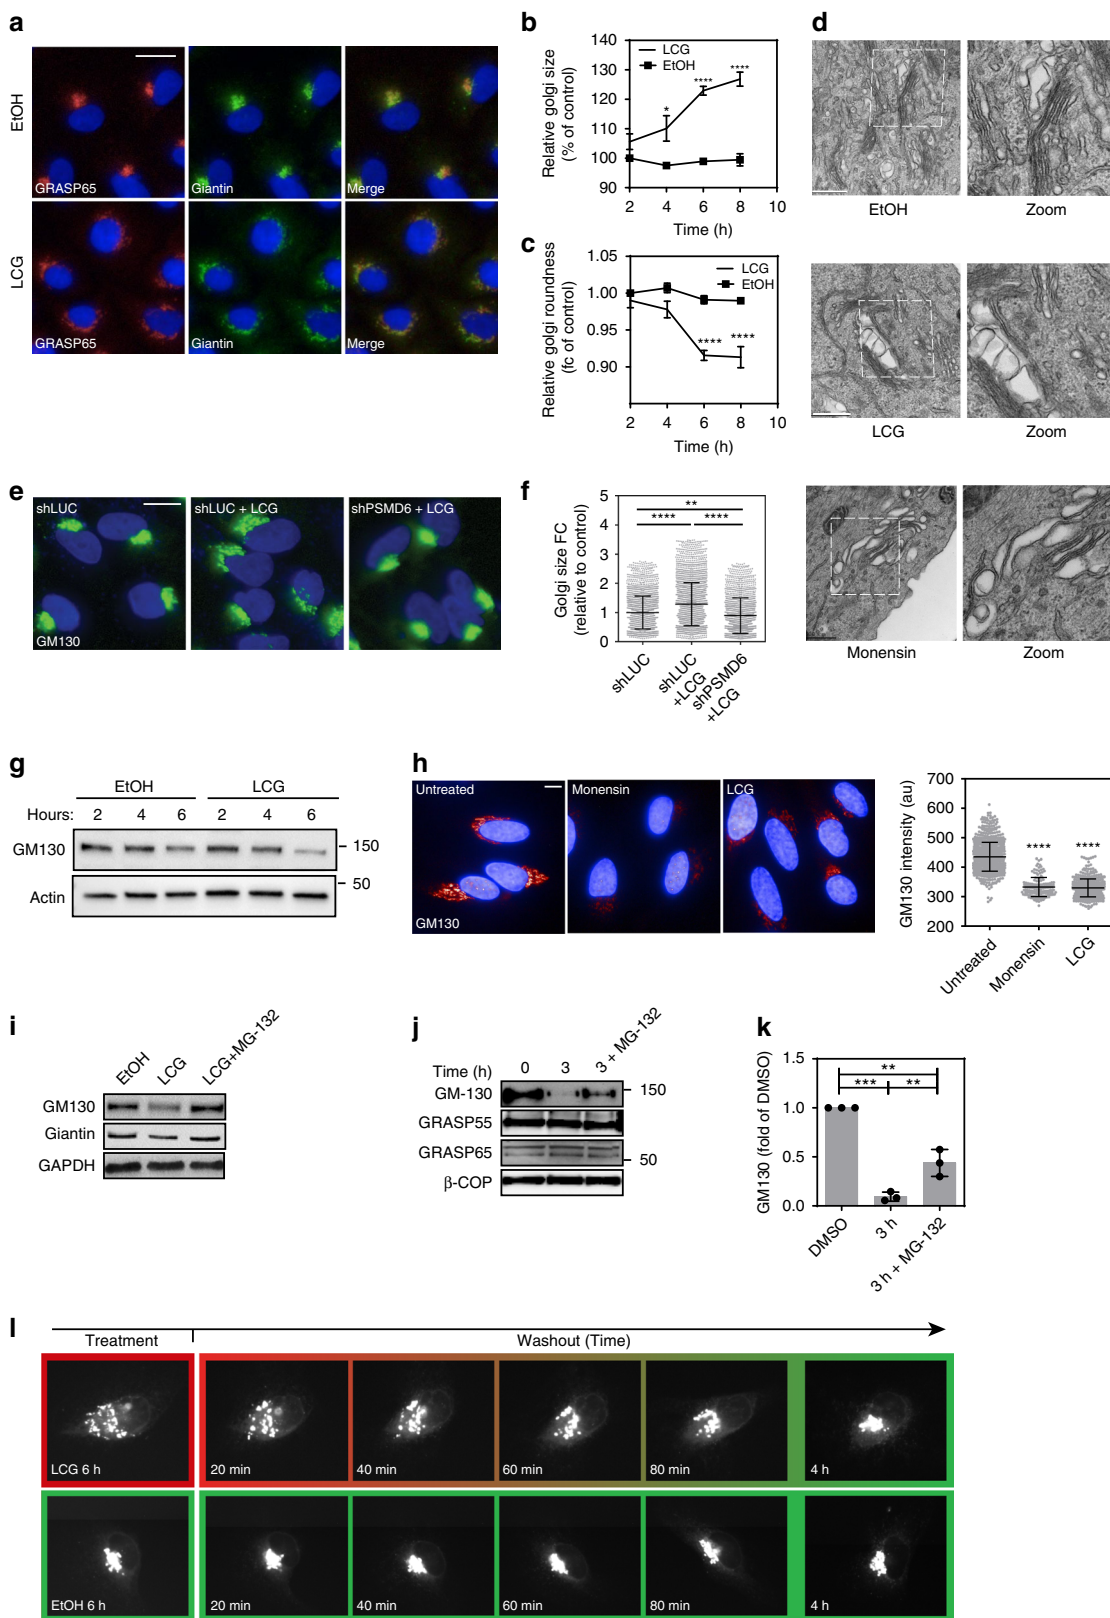 a
EtOH
GRASP65
Giantin
Merge
LCG
GRASP65
Giantin
Merge
b
Relative golgi size
(% of control)
140
130
120
110
100
90
LCG
EtOH
*
****
****
2 4 6 8 10
Time (h)
c
Relative golgi roundness
(fc of control)
1.05
1.00
0.95
0.90
LCG
EtOH
****
****
2 4 6 8 10
Time (h)
d
EtOH
Zoom
LCG
Zoom
Monensin
Zoom
e
shLUC
shLUC + LCG
shPSMD6 + LCG
GM130
f
Golgi size FC
(relative to control)
5
4
3
2
1
0
**
**** ****
shLUC
shLUC
+LCG
shPSMD6
+LCG
g
EtOH LCG
Hours: 2 4 6 2 4 6
GM130
150
50
Actin
h
Untreated
Monensin
LCG
GM130
GM130 intensity (au)
700
600
500
400
300
200
**** ****
Untreated
Monensin
LCG
i
EtOH
LCG
LCG+MG-132
GM130
Giantin
GAPDH
j
Time (h) 0 3 3 + MG-132
GM-130
150
GRASP55
GRASP65
50
β-COP
k
GM130 (fold of DMSO)
1.5
1.0
0.5
0.0
**
*** **
DMSO
3 h
3 h + MG-132
l
Treatment Washout (Time)
LCG 6 h
20 min
40 min
60 min
80 min
4 h
EtOH 6 h
20 min
40 min
60 min
80 min
4 h